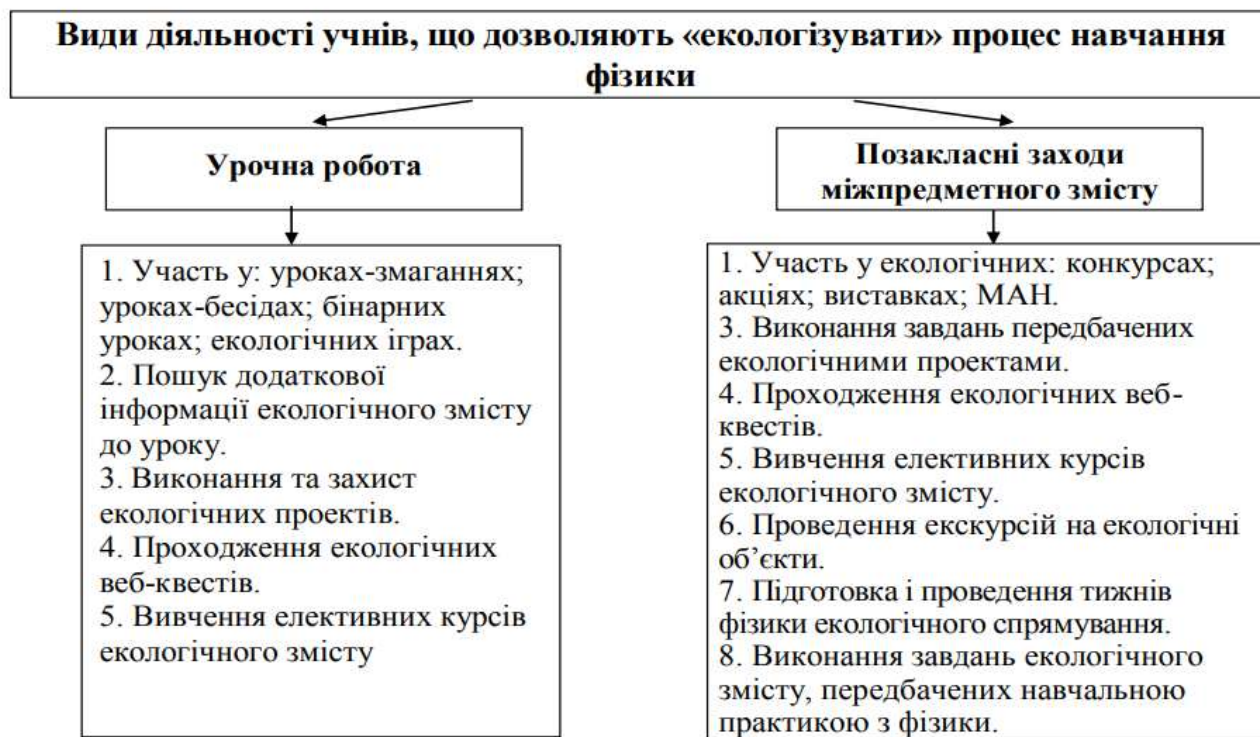 Види діяльності учнів, що дозволяють «екологізувати» процес навчання
фізики
Урочна робота
1. Участь у: уроках-змаганнях;
уроках-бесідах; бінарних
уроках; екологічних іграх.
2. Пошук додаткової
інформації екологічного змісту
до уроку.
3. Виконання та захист
екологічних проектів.
4. Проходження екологічних
веб-квестів.
5. Вивчення елективних курсів
екологічного змісту
Позакласні заходи
міжпредметного змісту
1. Участь у екологічних: конкурсах;
акціях; виставках; МАН.
3. Виконання завдань передбачених
екологічними проектами.
4. Проходження екологічних веб-
квестів.
5. Вивчення елективних курсів
екологічного змісту.
6. Проведення екскурсій на екологічні
об’єкти.
7. Підготовка і проведення тижнів
фізики екологічного спрямування.
8. Виконання завдань екологічного
змісту, передбачених навчальною
практикою з фізики.